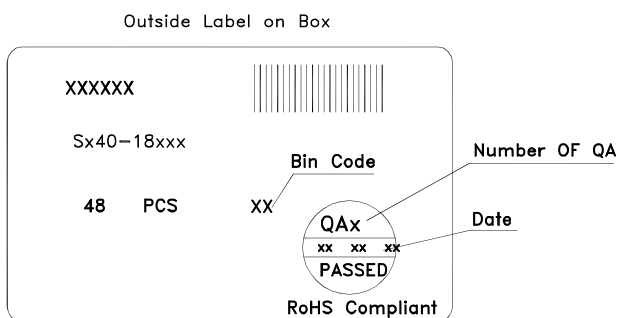 Outside Label on Box
XXXXXX
Sx40-18xxx
Bin Code
Number OF QA
48 PCS XX
QAx
Date
xx xx xx
PASSED
RoHS Compliant